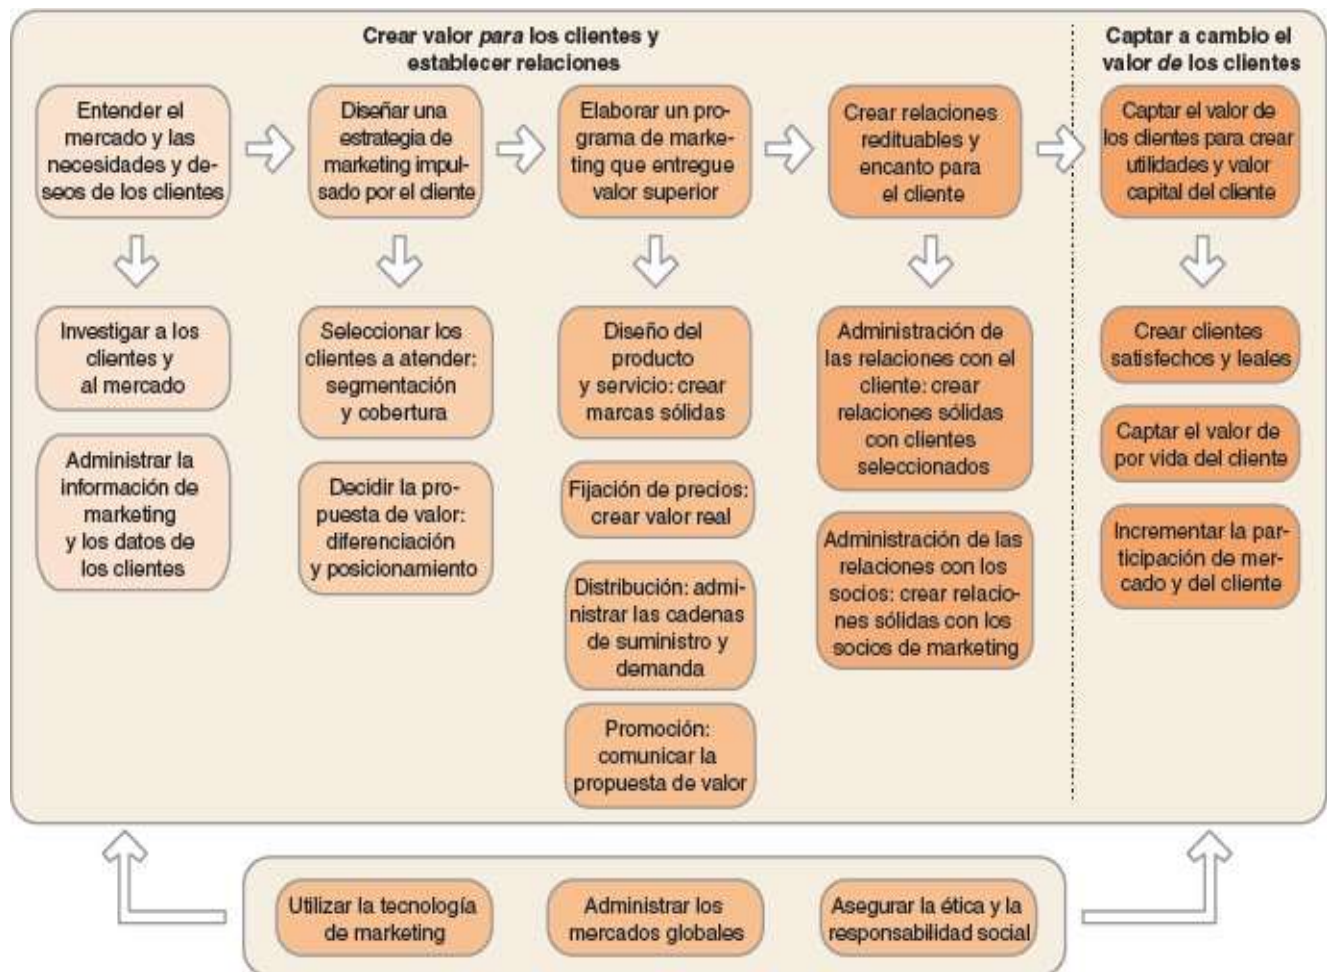 Crear valor para los clientes y
establecer relaciones
Captar a cambio el
valor de los clientes
Entender el
mercado y las
necesidades y de-
seos de los clientes
Diseñar una
estrategia de
marketing impul-
sado por el cliente
Elaborar un pro-
grama de marke-
ting que entregue
valor superior
Crear relaciones
redituables y
encanto para
el cliente
Captar el valor de
los clientes para crear
utilidades y valor
capital del cliente
Investigar a los
clientes y
al mercado
Administrar la
información de
marketing
y los datos de
los clientes
Seleccionar los
clientes a atender:
segmentación
y cobertura
Decidir la pro-
puesta de valor:
diferenciación
y posicionamiento
Diseño del
producto
y servicio: crear
marcas sólidas
Fijación de precios:
crear valor real
Distribución: admi-
nistrar las cadenas
de suministro y
demanda
Promoción:
comunicar la
propuesta de valor
Administración de
las relaciones con el
cliente: crear
relaciones sólidas
con clientes
seleccionados
Administración de las
relaciones con los
socios: crear relacio-
nes sólidas con los
socios de marketing
Crear clientes
satisfechos y leales
Captar el valor de
por vida del cliente
Incrementar la par-
ticipación de mer-
cado y del cliente
Utilizar la tecnología
de marketing
Administrar los
mercados globales
Asegurar la ética y la
responsabilidad social